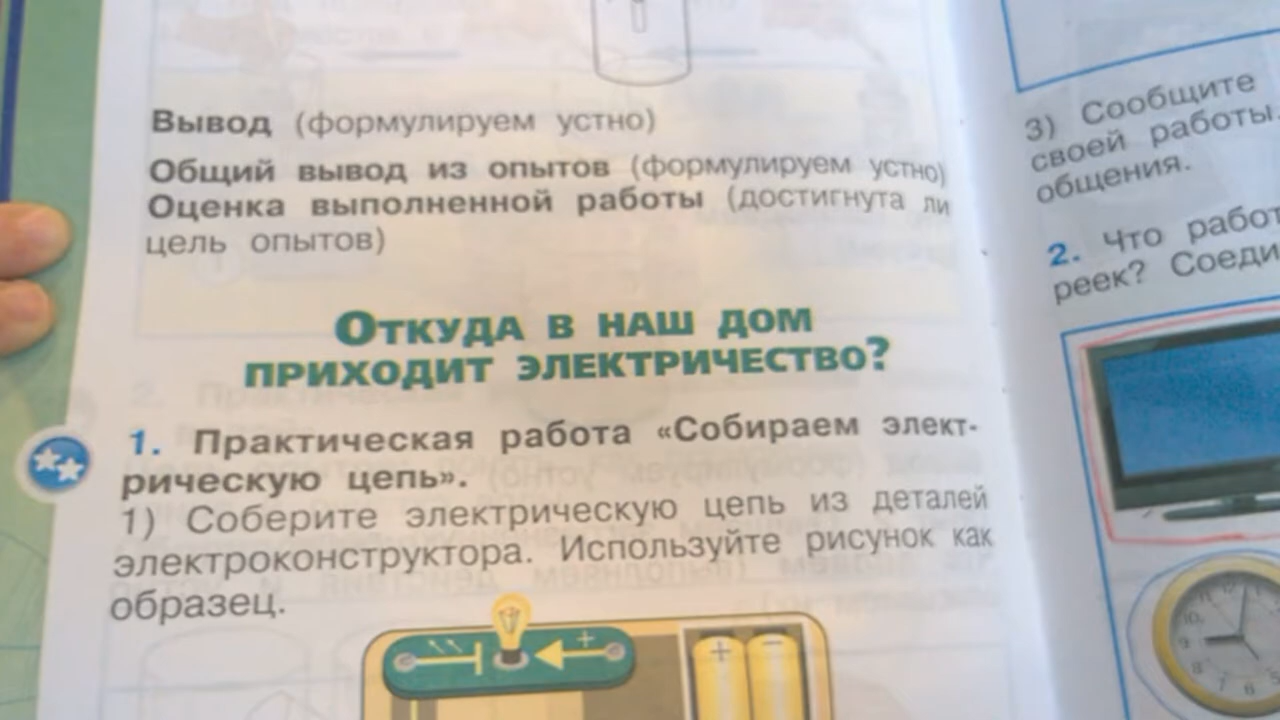 Вывод (формулируем устно)
Общий вывод из опытов (формулируем устно)
Оценка выполненной работы (достигнута ли
цель опытов)
ОТКУДА В НАШ ДОМ
ПРИХОДИТ ЭЛЕКТРИЧЕСТВО?
1. Практическая работа «Собираем элект-
рическую цепь».
1) Соберите электрическую цепь из деталей
электроконструктора. Используйте рисунок как
образец.
+
+ −
3) Сообщите
своей работы.
общения.
2. Что работ
реек? Соеди